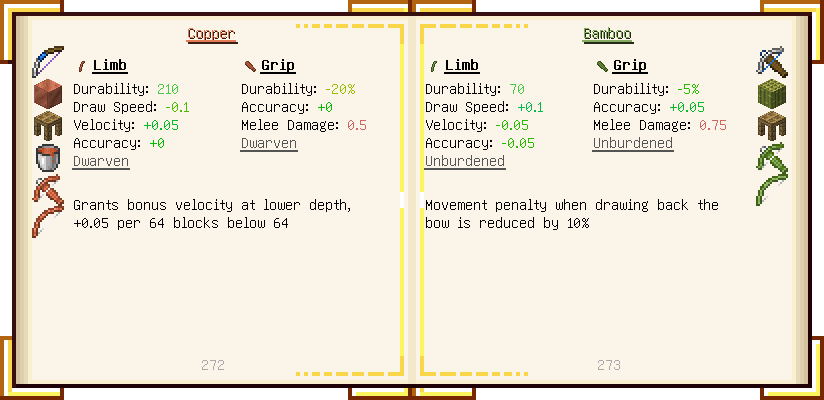 Copper
Limb
Durability: 210
Draw Speed: -0.1
Velocity: +0.05
Accuracy: +0
Dwarven
Grip
Durability: -20%
Accuracy: +0
Melee Damage: 0.5
Dwarven
Grants bonus velocity at lower depth,
+0.05 per 64 blocks below 64
272
Bamboo
Limb
Durability: 70
Draw Speed: +0.1
Velocity: -0.05
Accuracy: -0.05
Unburdened
Grip
Durability: -5%
Accuracy: +0.05
Melee Damage: 0.75
Unburdened
Movement penalty when drawing back the
bow is reduced by 10%
273